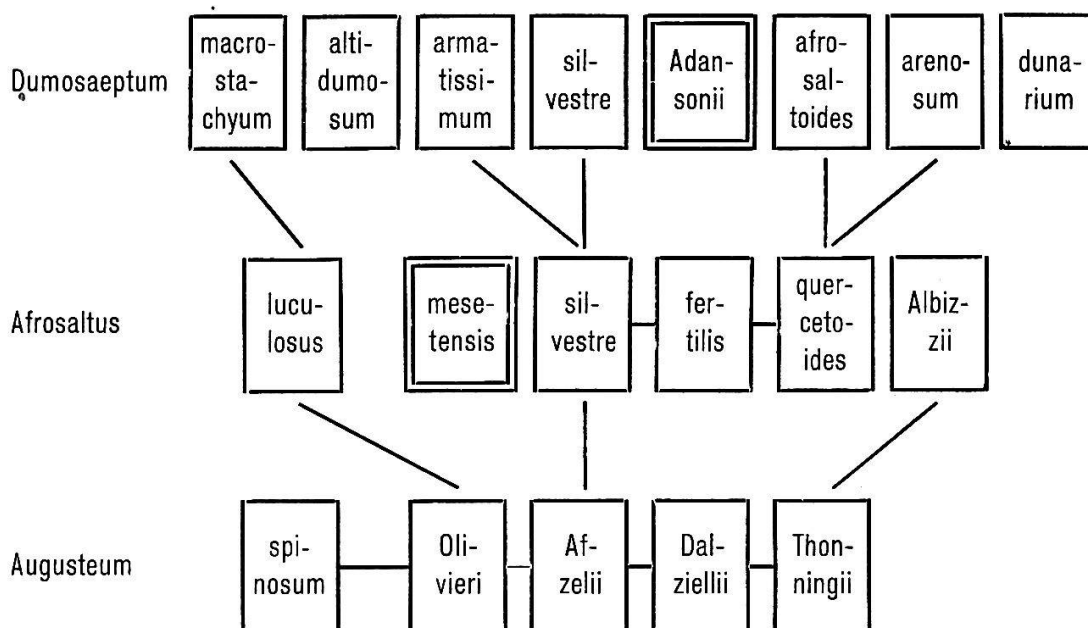 Dumosaeptum
macro-
sta-
chyum
alti-
dumo-
sum
arma-
tissi-
mum
sil-
vestre
Adan-
sonii
afro-
sal-
toides
areno-
sum
duna-
rium
Afrosaltus
lucu-
losus
mese-
tensis
sil-
vestre
fer-
tilis
quer-
ceto-
ides
Albiz-
zii
Augusteum
spi-
nosum
Oli-
vieri
Af-
zelii
Dal-
ziellii
Thon-
ningii